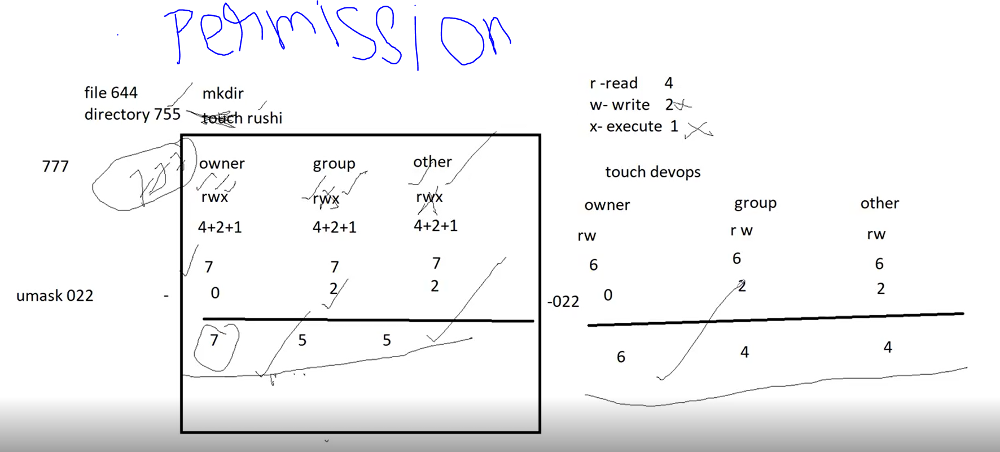 Permission
file 644 mkdir
directory 755 touch rushi
r -read 4
w- write 2
x- execute 1
777
owner group other
rwx rwx rwx
4+2+1 4+2+1 4+2+1
7 7 7
umask 022 - 0 2 2
7 5 5
touch devops
owner group other
rw r w rw
6 6 6
-022 0 2 2
6 4 4